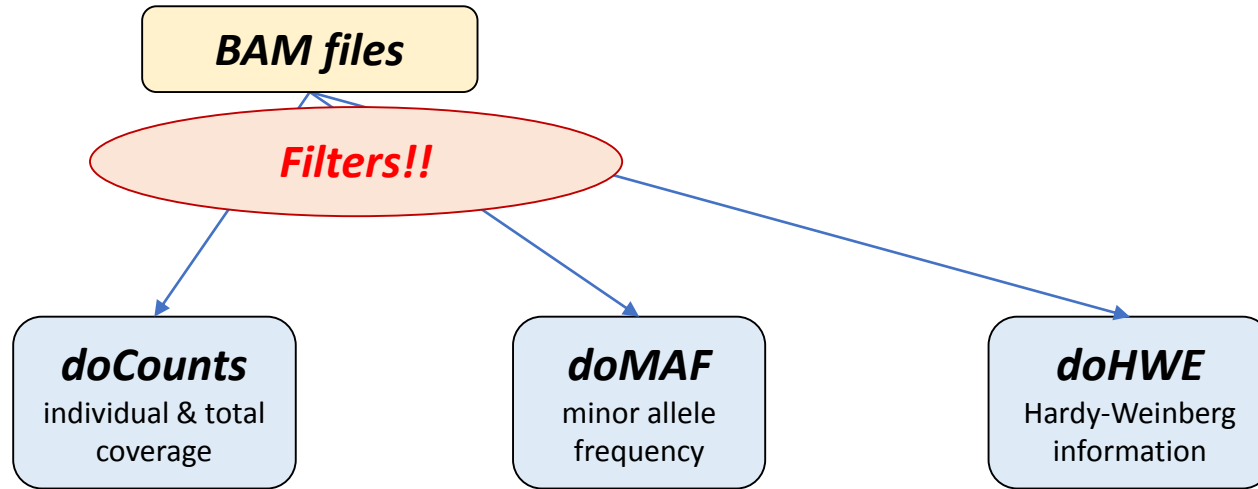 BAM files
Filters!!
doCounts
individual & total
coverage
doMAF
minor allele
frequency
doHWE
Hardy-Weinberg
information